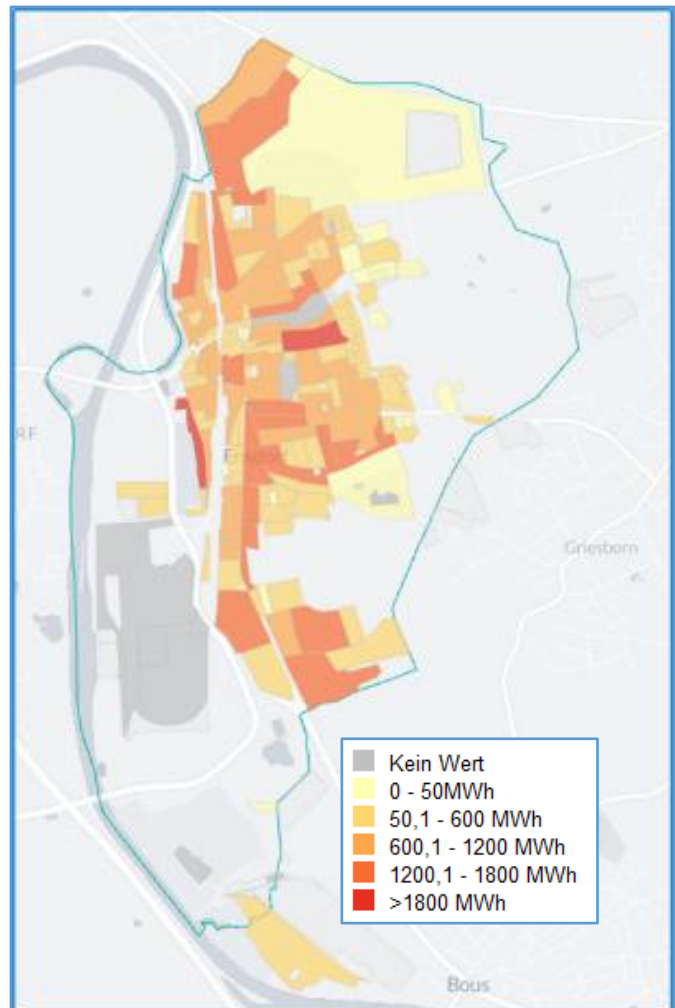 RF
Griesborn
Kein Wert
0 - 50MWh
50,1 - 600 MWh
600,1 - 1200 MWh
1200,1 - 1800 MWh
>1800 MWh
Bous